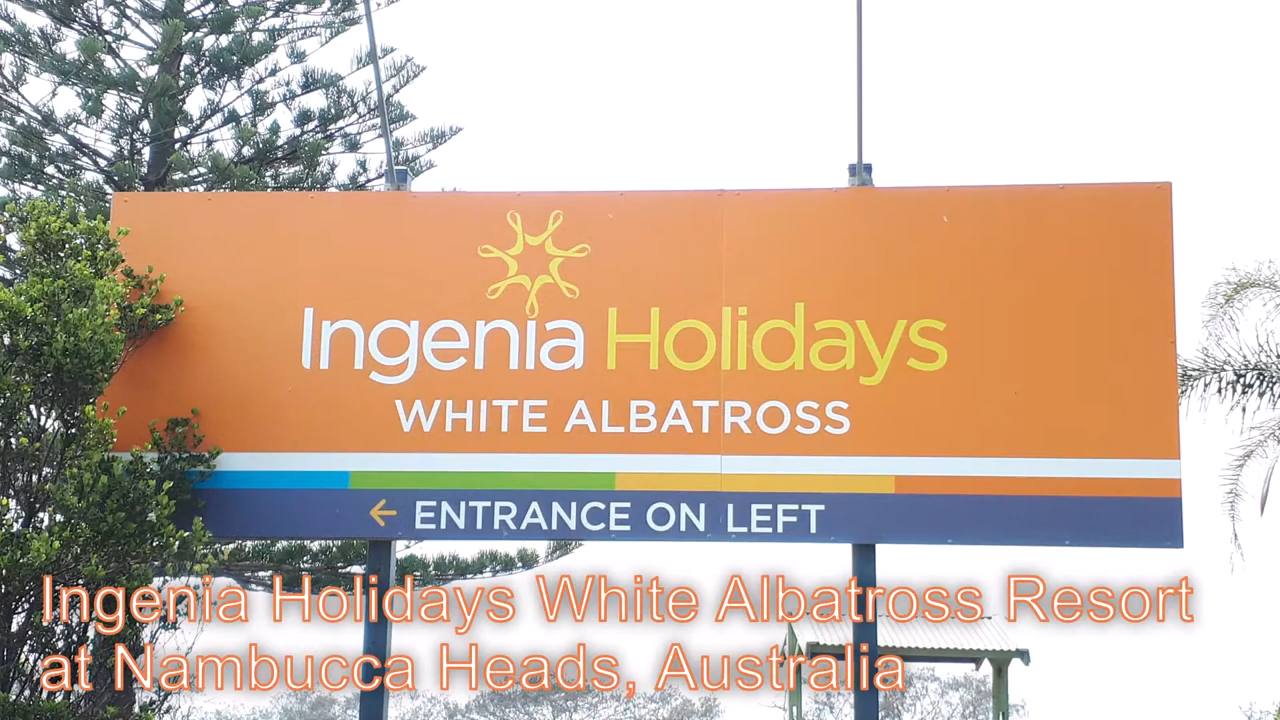 Ingenia Holidays
WHITE ALBATROSS
← ENTRANCE ON LEFT
Ingenia Holidays White Albatross Resort
at Nambucca Heads, Australia